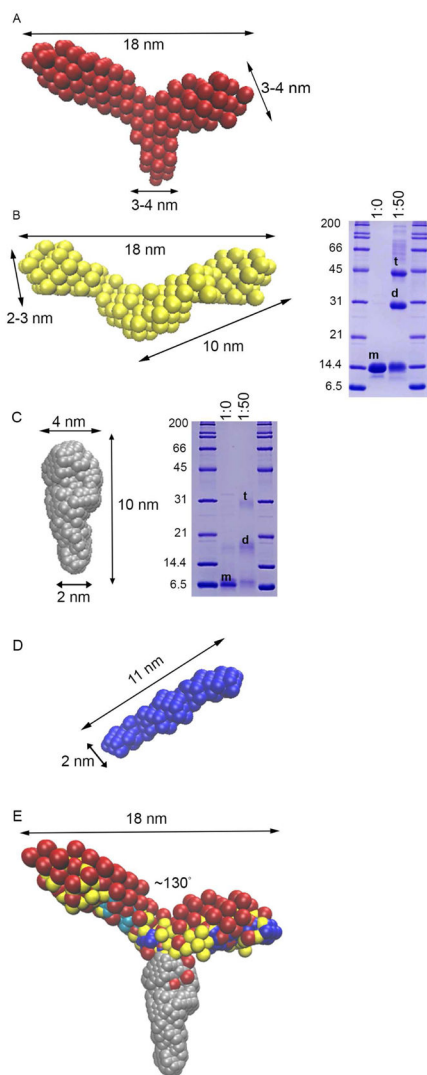 A
18 nm
3-4 nm
3-4 nm
B
18 nm
2-3 nm
10 nm
1:0
1:50
200
66
45
31
21
14.4
6.5
t
d
m
C
4 nm
10 nm
2 nm
1:0
1:50
200
66
45
31
21
14.4
6.5
t
d
m
D
11 nm
2 nm
E
18 nm
~130°